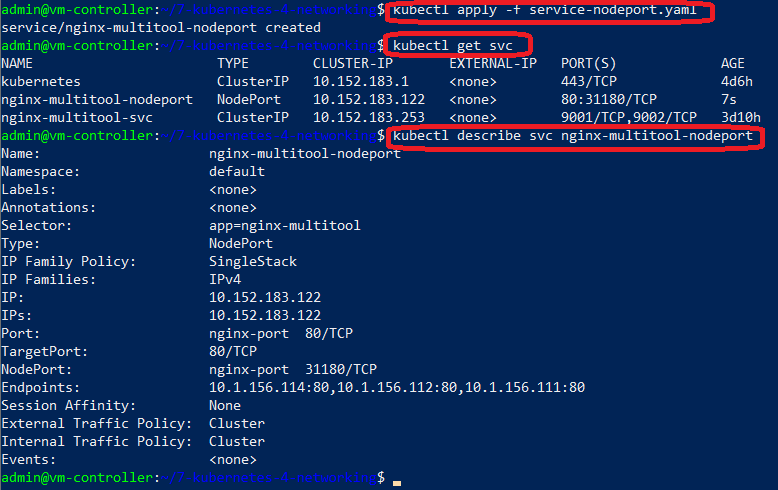 admin@vm-controller:~/7-kubernetes-4-networking$ kubectl apply -f service-nodeport.yaml
service/nginx-multitool-nodeport created
admin@vm-controller:~/7-kubernetes-4-networking$ kubectl get svc
NAME                       TYPE        CLUSTER-IP       EXTERNAL-IP   PORT(S)             AGE
kubernetes                 ClusterIP   10.152.183.1     <none>        443/TCP             4d6h
nginx-multitool-nodeport   NodePort    10.152.183.122   <none>        80:31180/TCP        7s
nginx-multitool-svc        ClusterIP   10.152.183.253   <none>        9001/TCP,9002/TCP   3d10h
admin@vm-controller:~/7-kubernetes-4-networking$ kubectl describe svc nginx-multitool-nodeport
Name:                     nginx-multitool-nodeport
Namespace:                default
Labels:                   <none>
Annotations:              <none>
Selector:                 app=nginx-multitool
Type:                     NodePort
IP Family Policy:         SingleStack
IP Families:              IPv4
IP:                       10.152.183.122
IPs:                      10.152.183.122
Port:                     nginx-port  80/TCP
TargetPort:               80/TCP
NodePort:                 nginx-port  31180/TCP
Endpoints:                10.1.156.114:80,10.1.156.112:80,10.1.156.111:80
Session Affinity:         None
External Traffic Policy:  Cluster
Internal Traffic Policy:  Cluster
Events:                   <none>
admin@vm-controller:~/7-kubernetes-4-networking$